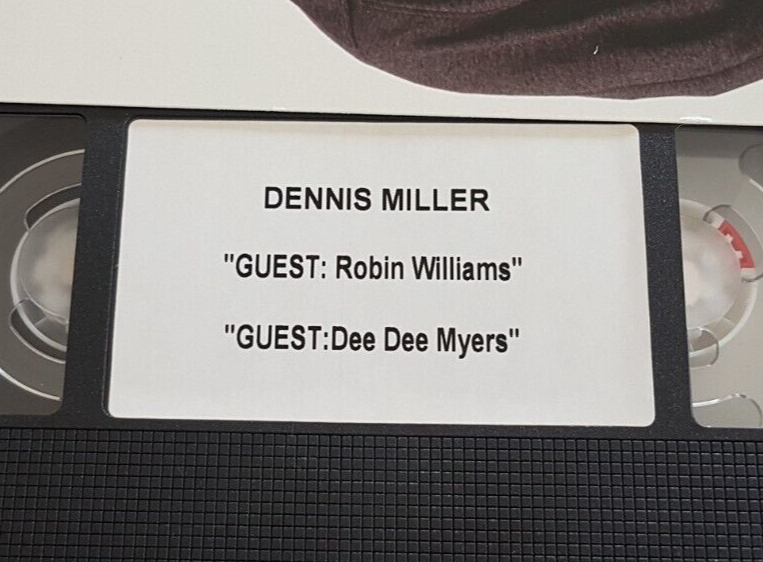 DENNIS MILLER
"GUEST: Robin Williams"
"GUEST:Dee Dee Myers"